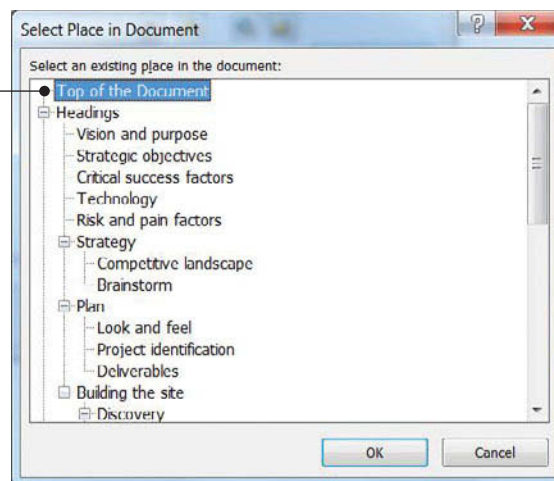 Select Place in Document
Select an existing place in the document:
Top of the Document
Headings
Vision and purpose
Strategic objectives
Critical success factors
Technology
Risk and pain factors
Strategy
Competitive landscape
Brainstorm
Plan
Look and feel
Project identification
Deliverables
Building the site
Discovery
OK
Cancel